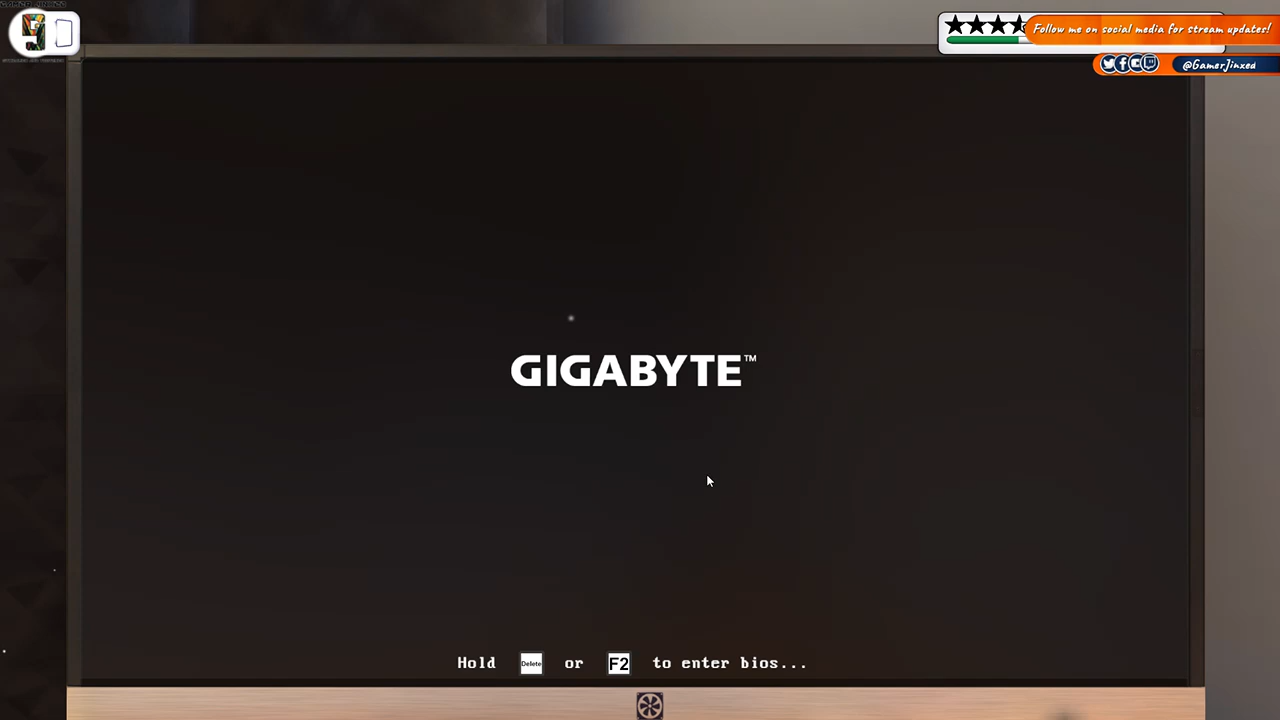 Follow me on social media for stream updates!
@GamerJinxed
GIGABYTE™
Hold Delete or F2 to enter bios...